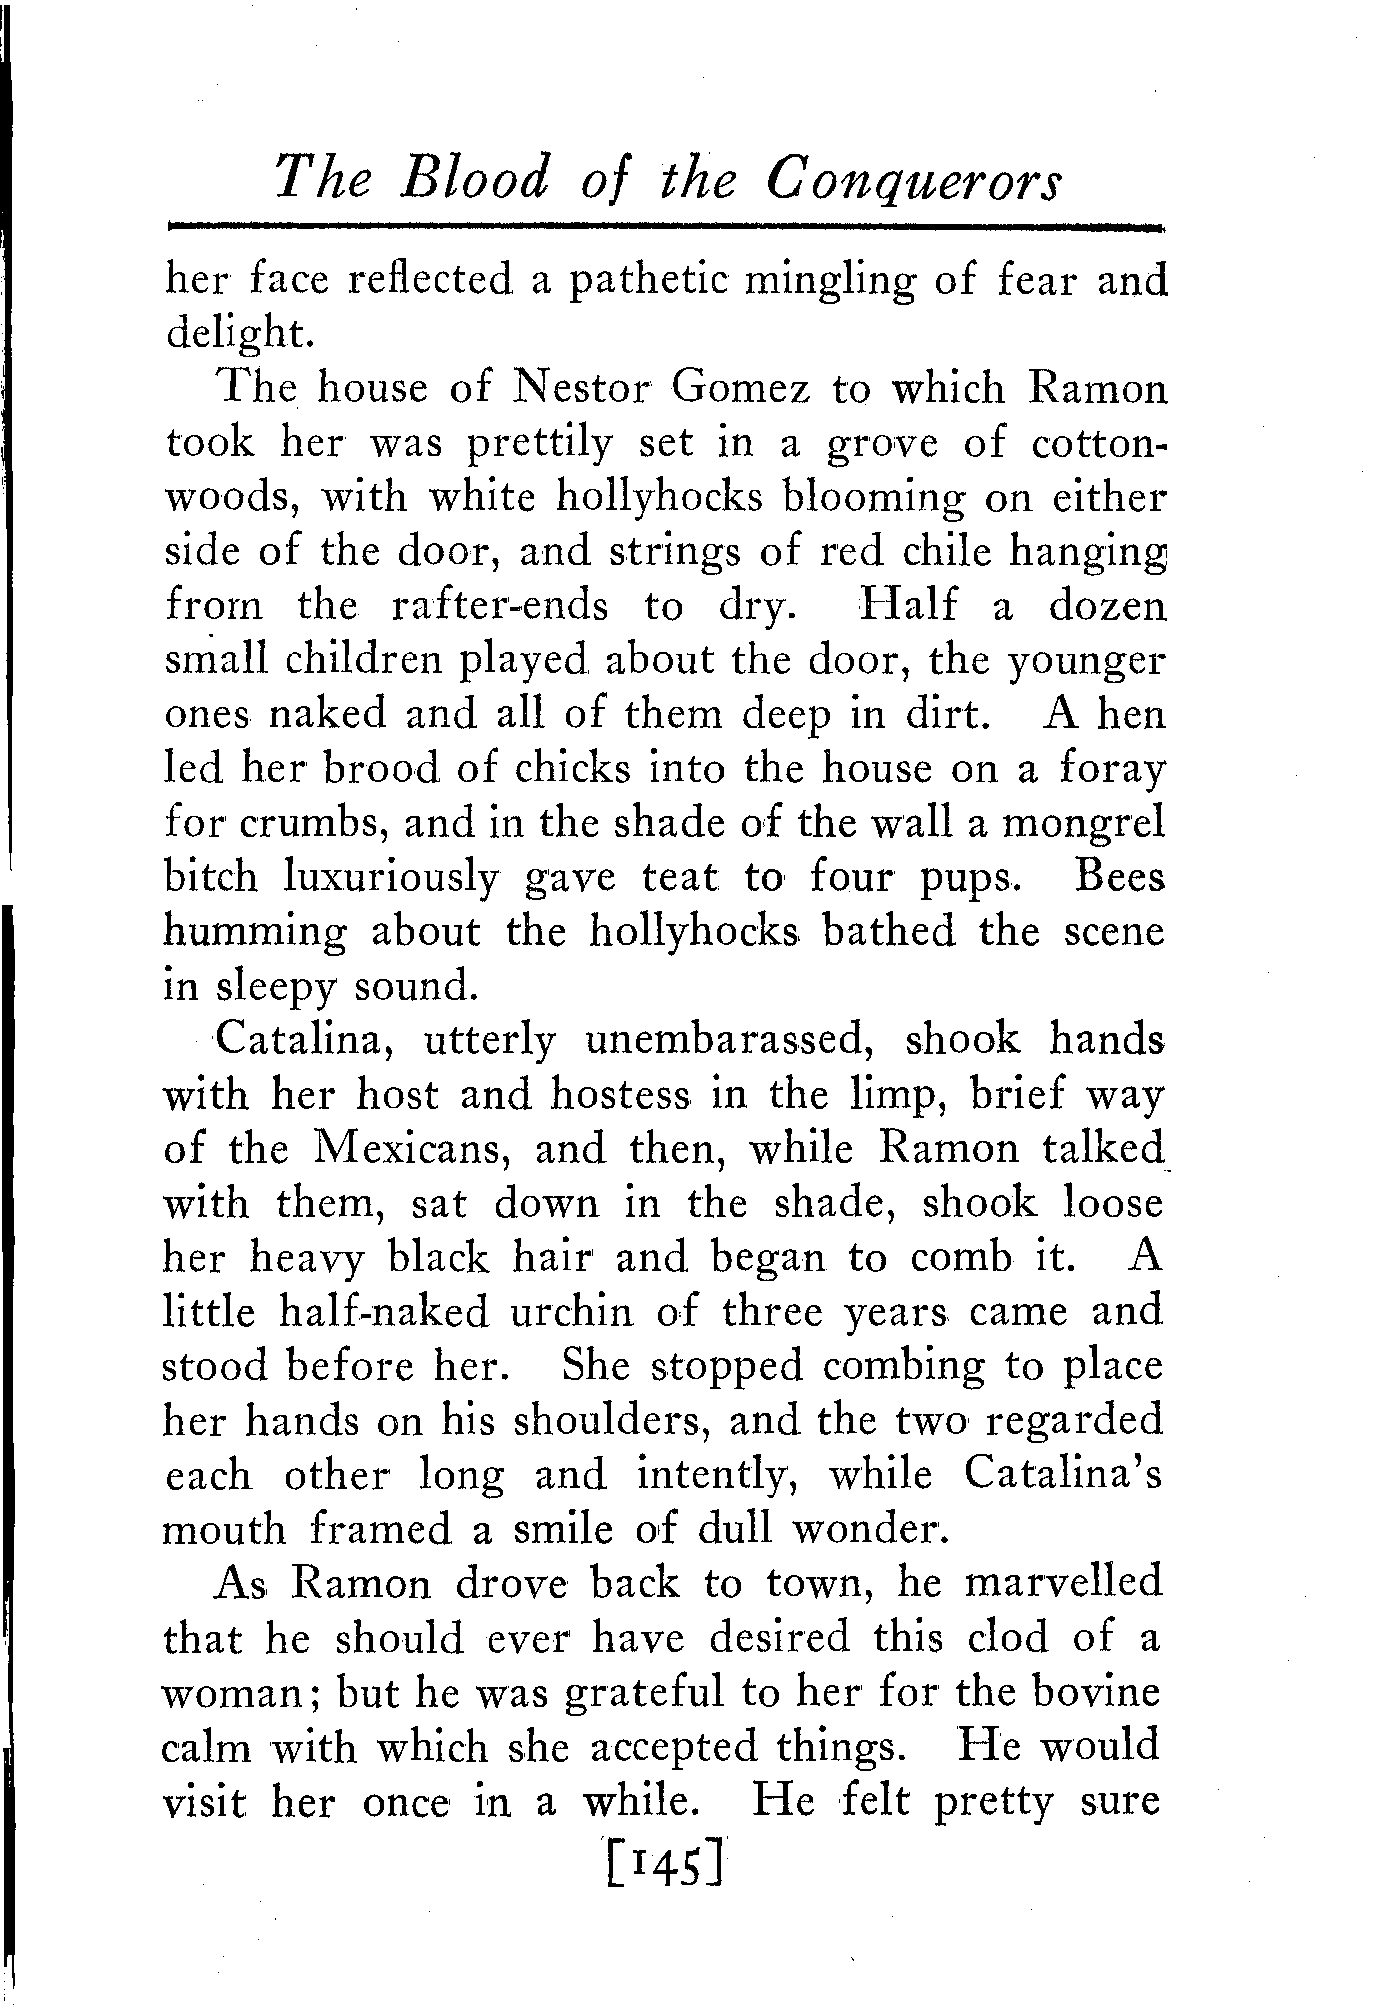 The Blood of the Conquerors
her face reflected a pathetic mingling of fear and
delight.
The house of Nestor Gomez to which Ramon
took her was prettily set in a grove of cotton-
woods, with white hollyhocks blooming on either
side of the door, and strings of red chile hanging
from the rafter-ends to dry. Half a dozen
small children played about the door, the younger
ones naked and all of them deep in dirt. A hen
led her brood of chicks into the house on a foray
for crumbs, and in the shade of the wall a mongrel
bitch luxuriously gave teat to four pups. Bees
humming about the hollyhocks bathed the scene
in sleepy sound.
Catalina, utterly unembarassed, shook hands
with her host and hostess in the limp, brief way
of the Mexicans, and then, while Ramon talked
with them, sat down in the shade, shook loose
her heavy black hair and began to comb it. A
little half-naked urchin of three years came and
stood before her. She stopped combing to place
her hands on his shoulders, and the two regarded
each other long and intently, while Catalina's
mouth framed a smile of dull wonder.
As Ramon drove back to town, he marvelled
that he should ever have desired this clod of a
woman; but he was grateful to her for the bovine
calm with which she accepted things. He would
visit her once in a while. He felt pretty sure
[145]